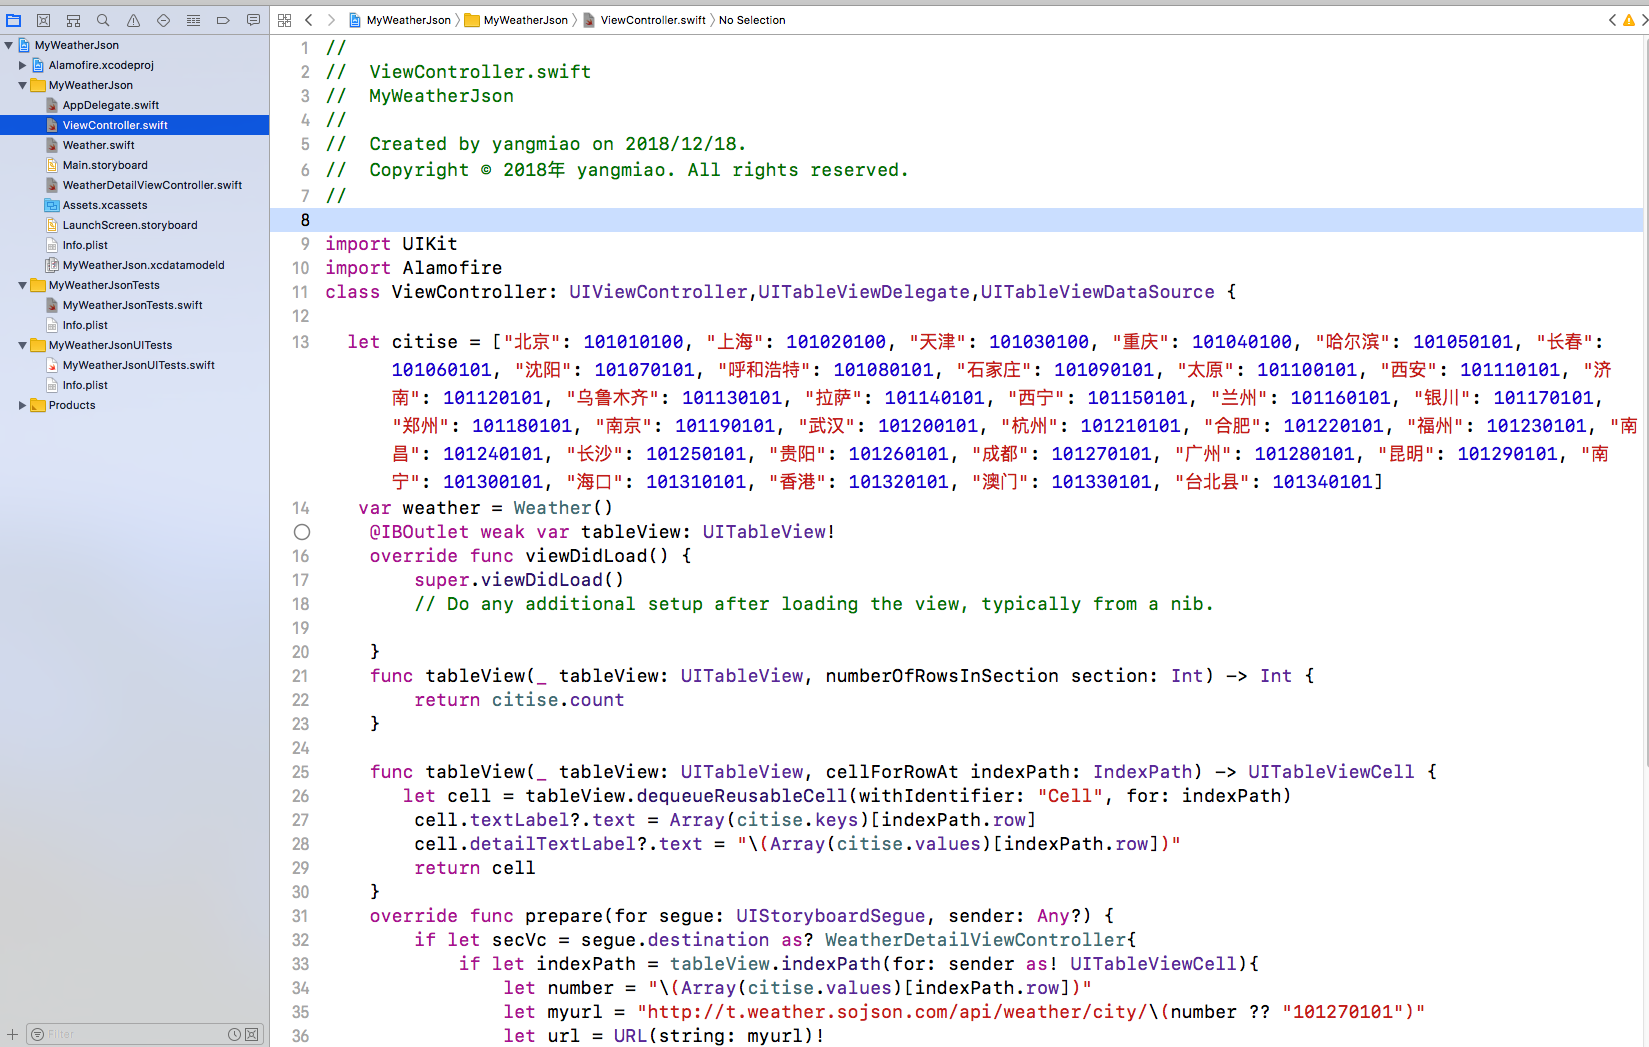 MyWeatherJson
Alamofire.xcodeproj
MyWeatherJson
AppDelegate.swift
ViewController.swift
Weather.swift
Main.storyboard
WeatherDetailViewController.swift
Assets.xcassets
LaunchScreen.storyboard
Info.plist
MyWeatherJson.xcdatamodeld
MyWeatherJsonTests
MyWeatherJsonTests.swift
Info.plist
MyWeatherJsonUITests
MyWeatherJsonUITests.swift
Info.plist
Products
Filter
MyWeatherJson MyWeatherJson ViewController.swift No Selection
1 //
2 //  ViewController.swift
3 //  MyWeatherJson
4 //
5 //  Created by yangmiao on 2018/12/18.
6 //  Copyright © 2018年 yangmiao. All rights reserved.
7 //
8
9 import UIKit
10 import Alamofire
11 class ViewController: UIViewController,UITableViewDelegate,UITableViewDataSource {
12
13 let citise = ["北京": 101010100, "上海": 101020100, "天津": 101030100, "重庆": 101040100, "哈尔滨": 101050101, "长春":
101060101, "沈阳": 101070101, "呼和浩特": 101080101, "石家庄": 101090101, "太原": 101100101, "西安": 101110101, "济
南": 101120101, "乌鲁木齐": 101130101, "拉萨": 101140101, "西宁": 101150101, "兰州": 101160101, "银川": 101170101,
"郑州": 101180101, "南京": 101190101, "武汉": 101200101, "杭州": 101210101, "合肥": 101220101, "福州": 101230101, "南
昌": 101240101, "长沙": 101250101, "贵阳": 101260101, "成都": 101270101, "广州": 101280101, "昆明": 101290101, "南
宁": 101300101, "海口": 101310101, "香港": 101320101, "澳门": 101330101, "台北县": 101340101]
14 var weather = Weather()
@IBOutlet weak var tableView: UITableView!
16 override func viewDidLoad() {
17 super.viewDidLoad()
18 // Do any additional setup after loading the view, typically from a nib.
19
20 }
21 func tableView(_ tableView: UITableView, numberOfRowsInSection section: Int) -> Int {
22 return citise.count
23 }
24
25 func tableView(_ tableView: UITableView, cellForRowAt indexPath: IndexPath) -> UITableViewCell {
26 let cell = tableView.dequeueReusableCell(withIdentifier: "Cell", for: indexPath)
27 cell.textLabel?.text = Array(citise.keys)[indexPath.row]
28 cell.detailTextLabel?.text = "\(Array(citise.values)[indexPath.row])"
29 return cell
30 }
31 override func prepare(for segue: UIStoryboardSegue, sender: Any?) {
32 if let secVc = segue.destination as? WeatherDetailViewController{
33 if let indexPath = tableView.indexPath(for: sender as! UITableViewCell){
34 let number = "\(Array(citise.values)[indexPath.row])"
35 let myurl = "http://t.weather.sojson.com/api/weather/city/\(number ?? "101270101")"
36 let url = URL(string: myurl)!